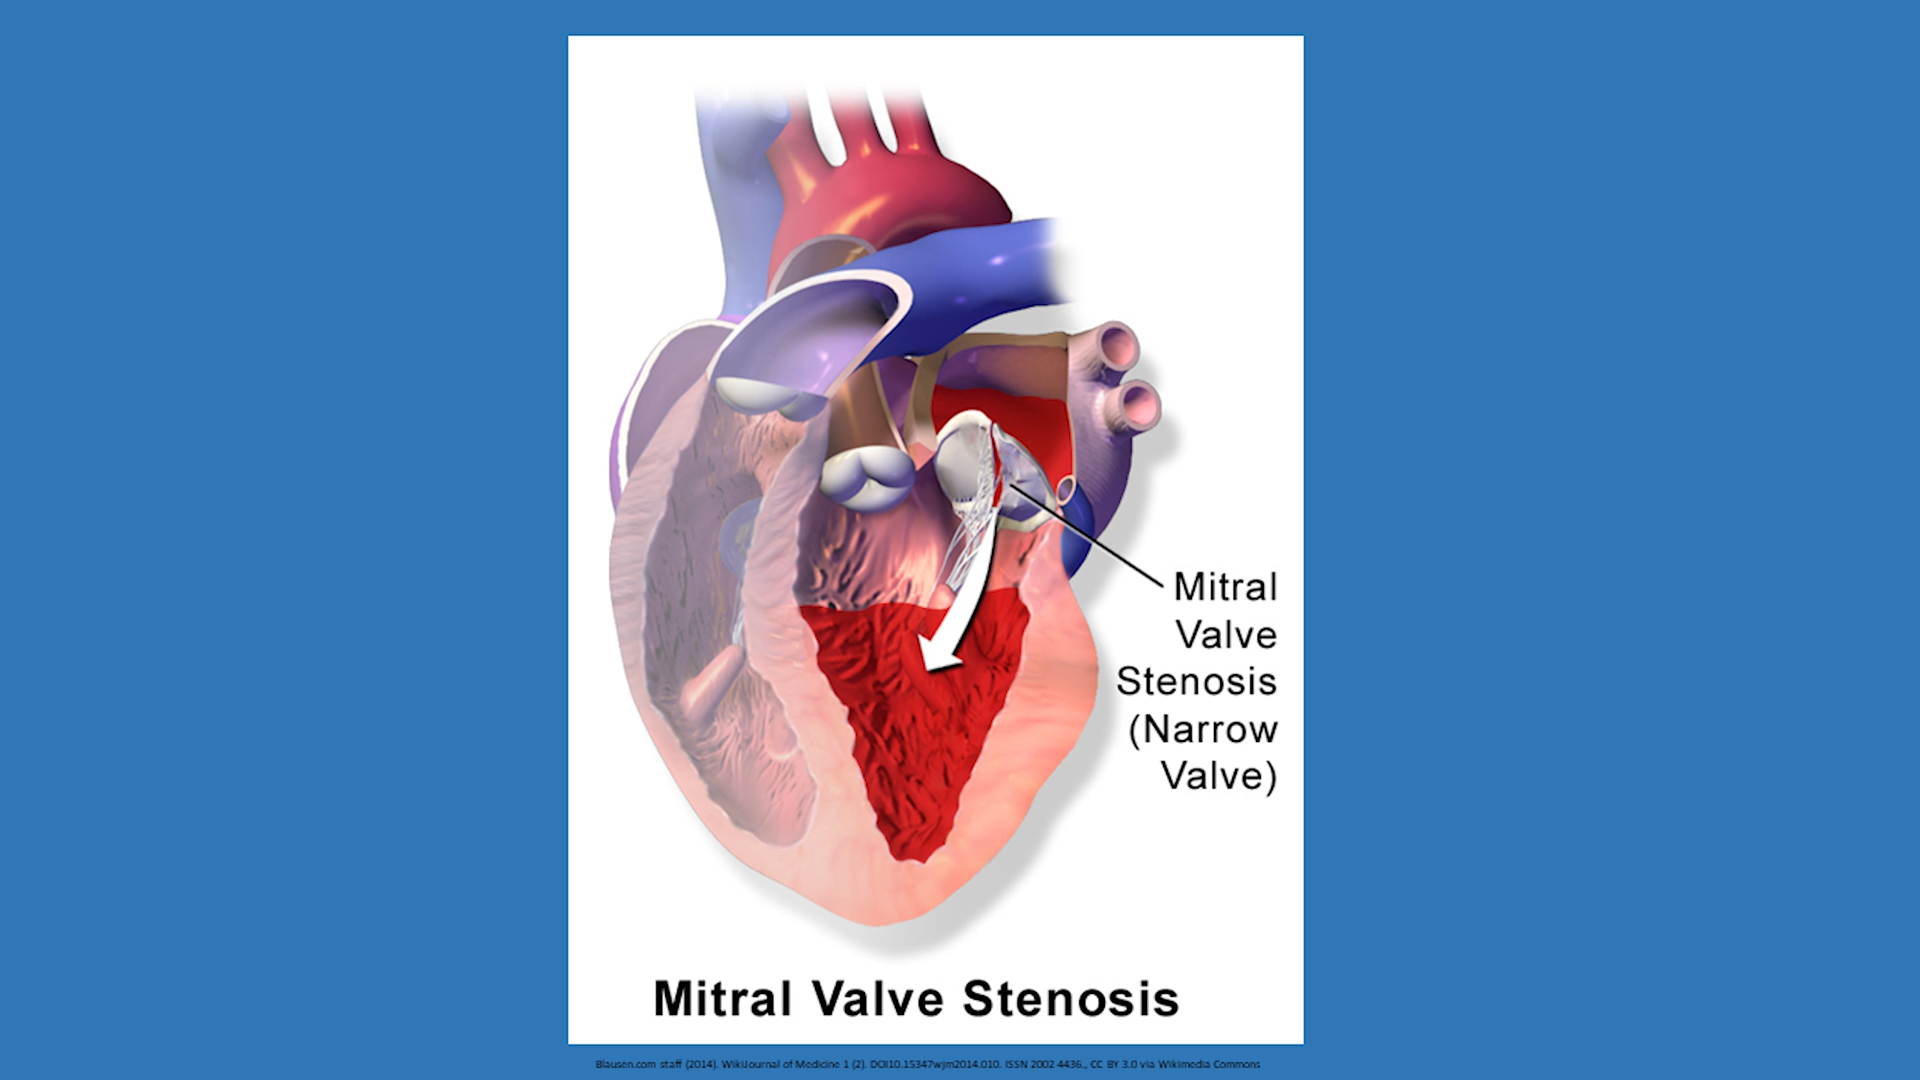 Mitral
Valve
Stenosis
(Narrow
Valve)
Mitral Valve Stenosis
Blausen.com staff (2014). WikiJournal of Medicine 1 (2). DOI10.15347wjm2014.010. ISSN 2002-4436., CC BY 3.0 via Wikimedia Commons